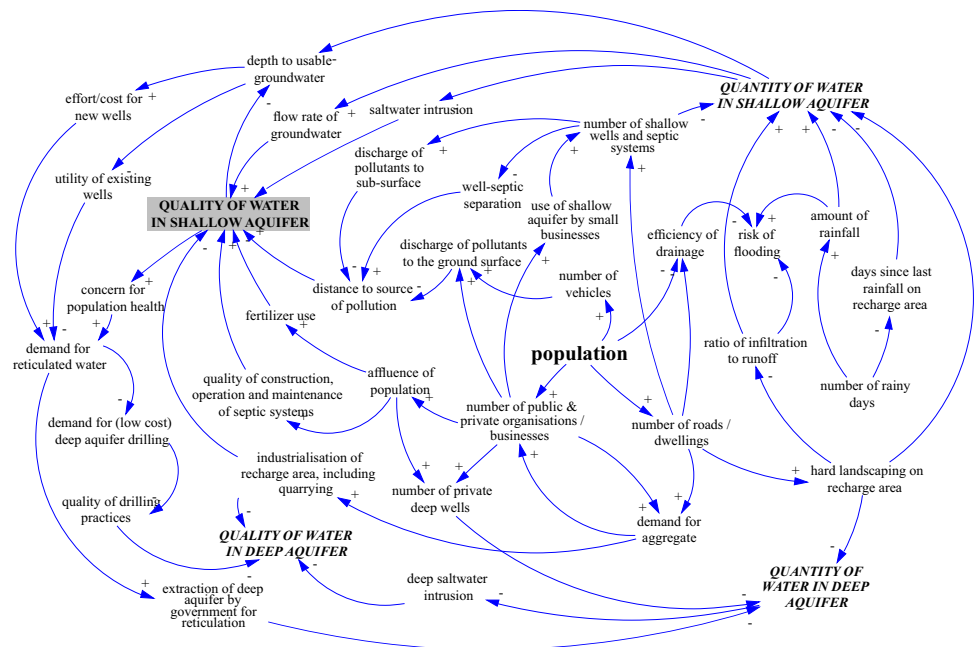 depth to usable
groundwater
effort/cost for
new wells
flow rate of
groundwater
saltwater intrusion
QUANTITY OF WATER
IN SHALLOW AQUIFER
number of shallow
wells and septic
systems
discharge of
pollutants to
sub-surface
utility of existing
wells
well-septic
separation
QUALITY OF WATER
IN SHALLOW AQUIFER
use of shallow
aquifer by small
businesses
efficiency of
drainage
risk of
flooding
amount of
rainfall
discharge of pollutants
to the ground surface
number of
vehicles
days since last
rainfall on
recharge area
concern for
population health
distance to source
of pollution
fertilizer use
demand for
reticulated water
population
ratio of infiltration
to runoff
quality of construction,
operation and maintenance
of septic systems
affluence of
population
number of rainy
days
number of public &
private organisations /
businesses
number of roads /
dwellings
demand for (low cost)
deep aquifer drilling
industrialisation of
recharge area, including
quarrying
number of private
deep wells
hard landscaping on
recharge area
quality of drilling
practices
demand for
aggregate
QUALITY OF WATER
IN DEEP AQUIFER
QUANTITY OF
WATER IN DEEP
AQUIFER
extraction of deep
aquifer by
government for
reticulation
deep saltwater
intrusion